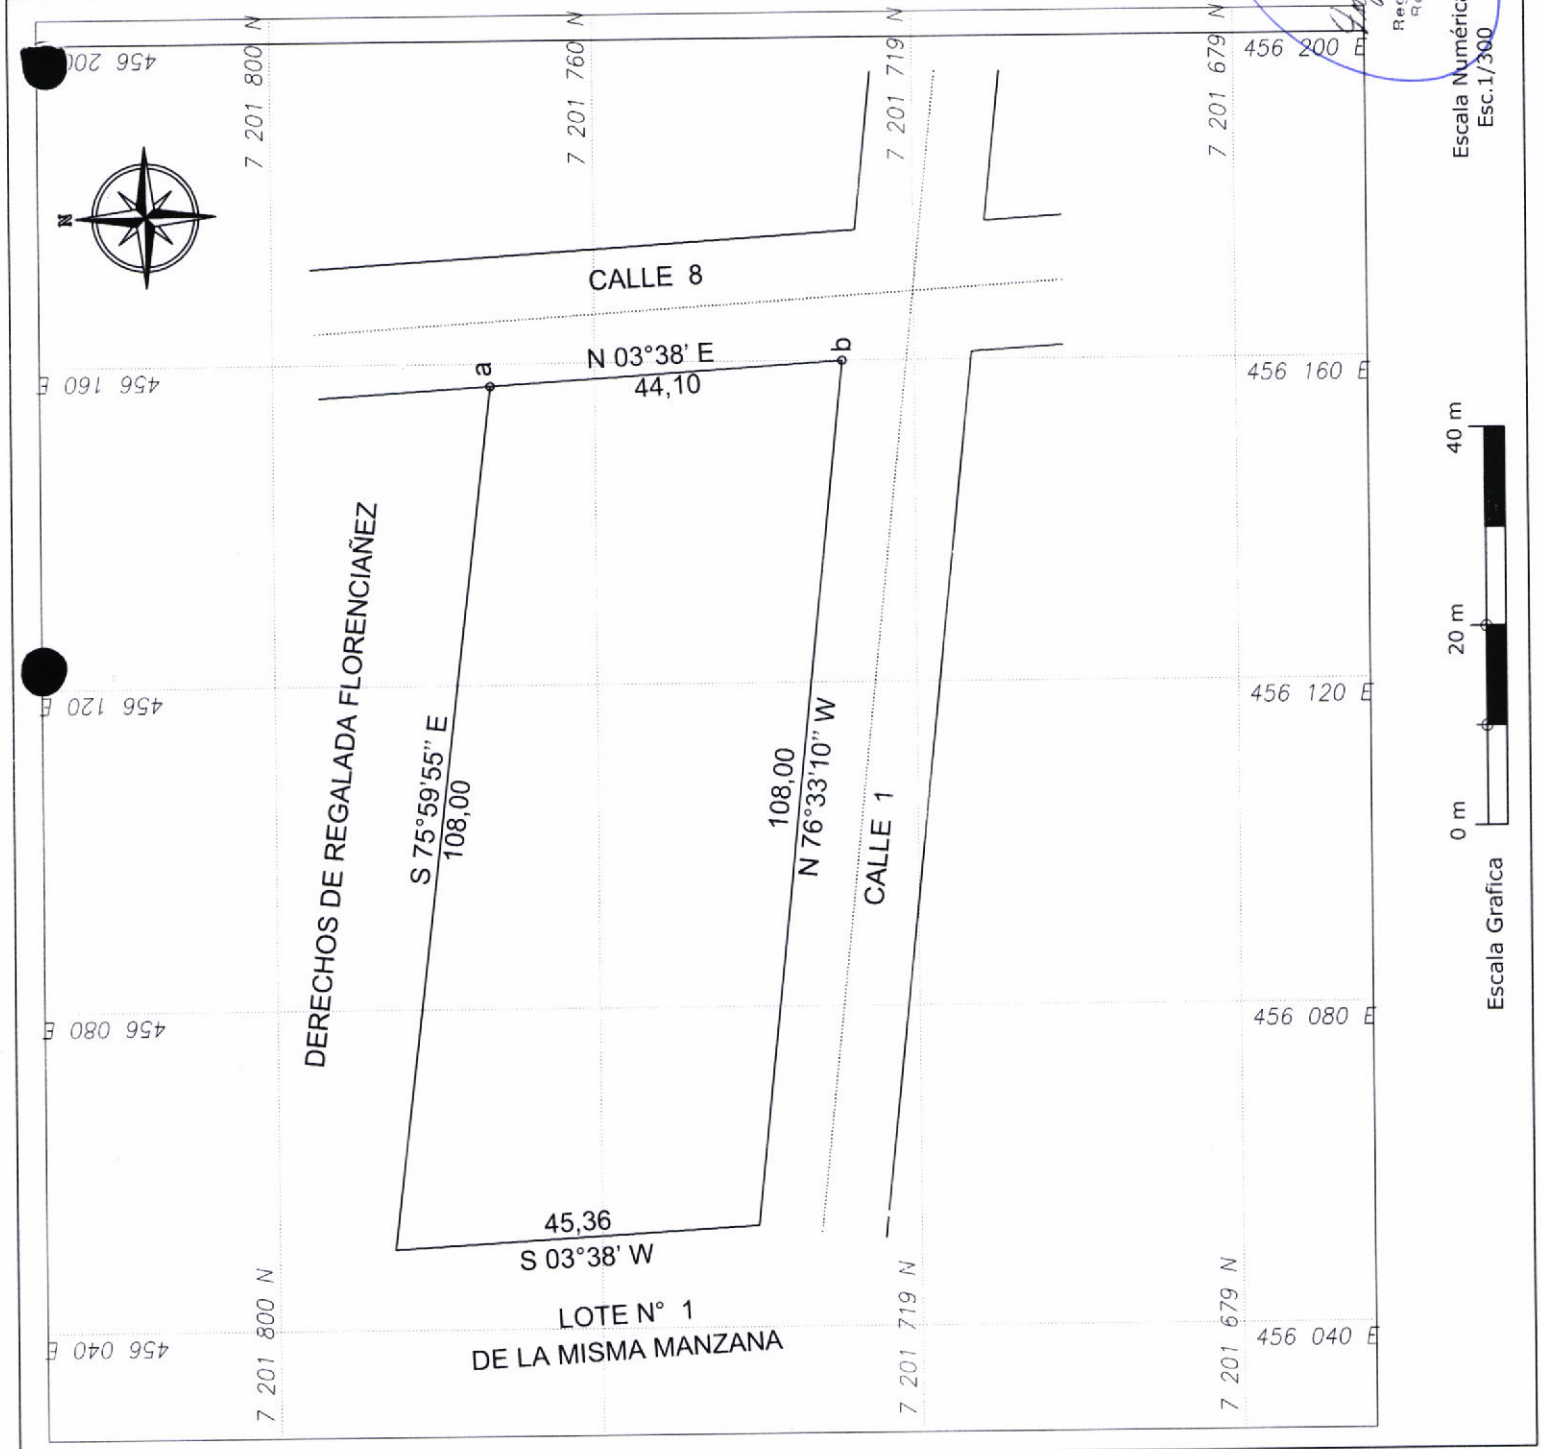 456 200
7 201 800 N
7 201 760 N
7 201 719 N
7 201 679 N
456 200 E
N
CALLE 8
a
N 03°38' E
44,10
b
456 160 E
456 160 E
DERECHOS DE REGALADA FLORENCIAÑEZ
S 75°59'55" E
108,00
108,00
N 76°33'10" W
CALLE 1
456 120 E
456 120 E
456 080 E
456 080 E
45,36
S 03°38' W
LOTE N° 1
DE LA MISMA MANZANA
456 040 E
7 201 800 N
7 201 719 N
7 201 679 N
456 040 E
Escala Numérica
Esc.1/300
Escala Grafica
0 m
20 m
40 m